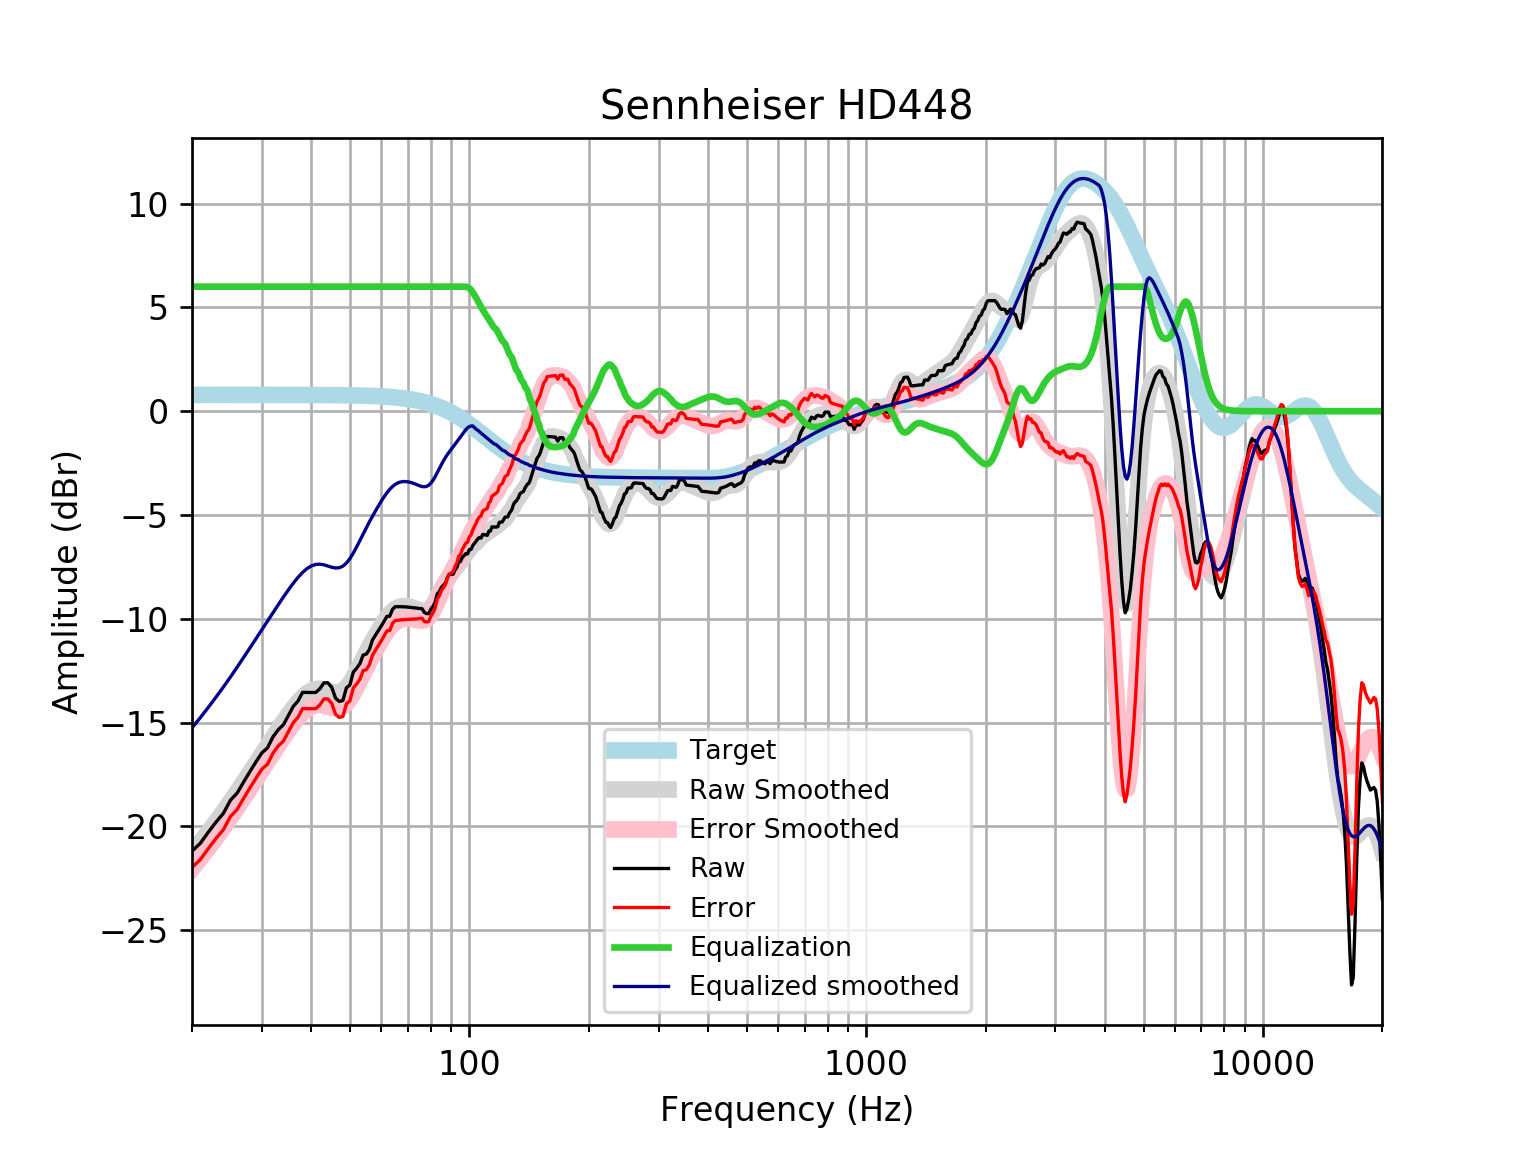 Sennheiser HD448
10
5
0
−5
−10
−15
−20
−25
Amplitude (dBr)
Target
Raw Smoothed
Error Smoothed
Raw
Error
Equalization
Equalized smoothed
100
1000
10000
Frequency (Hz)